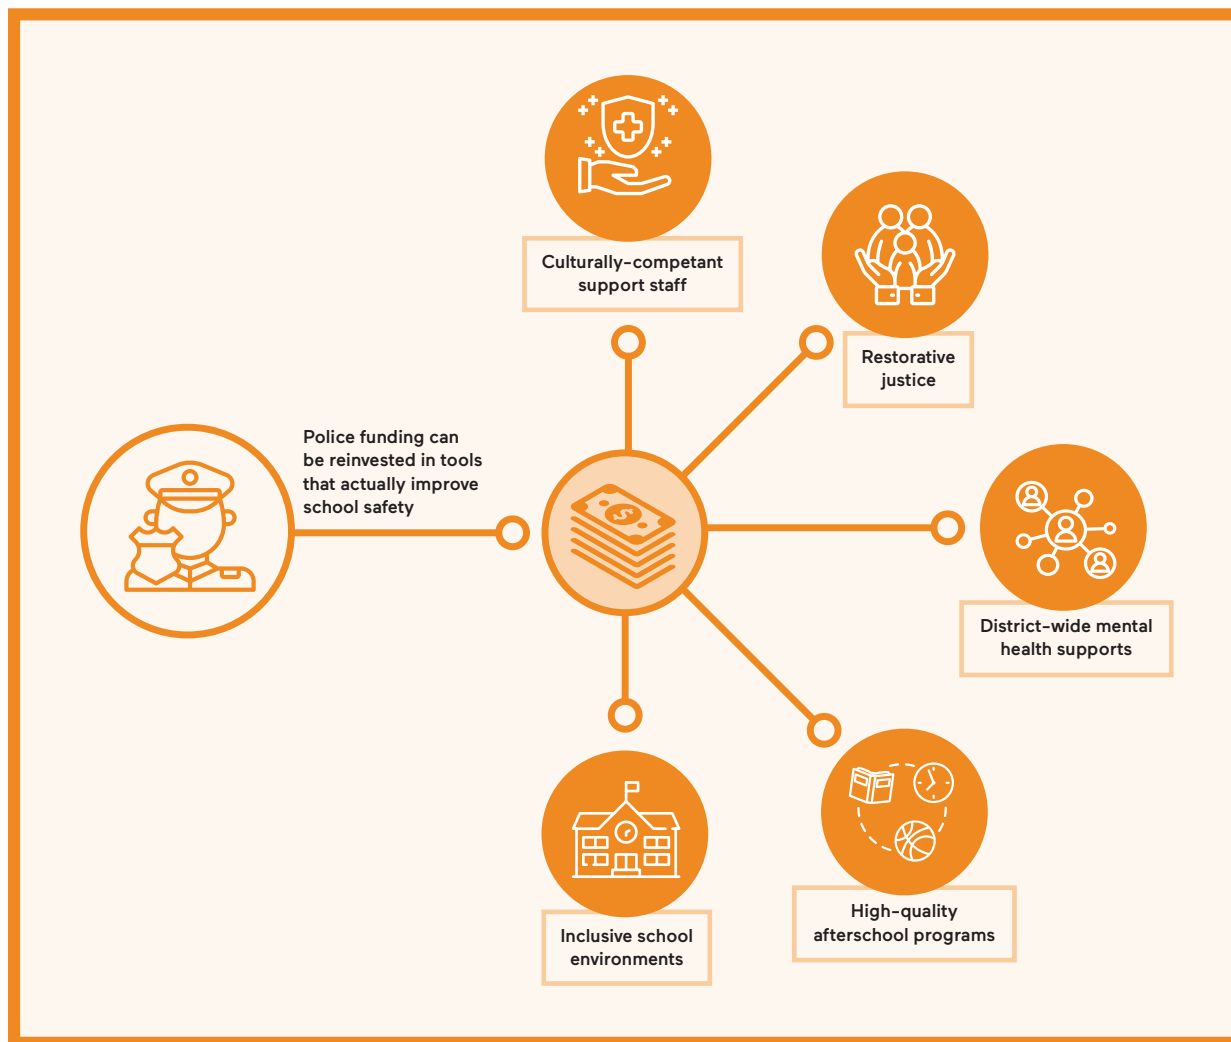 Culturally-competant
support staff
Restorative
justice
Police funding can
be reinvested in tools
that actually improve
school safety
District-wide mental
health supports
High-quality
afterschool programs
Inclusive school
environments